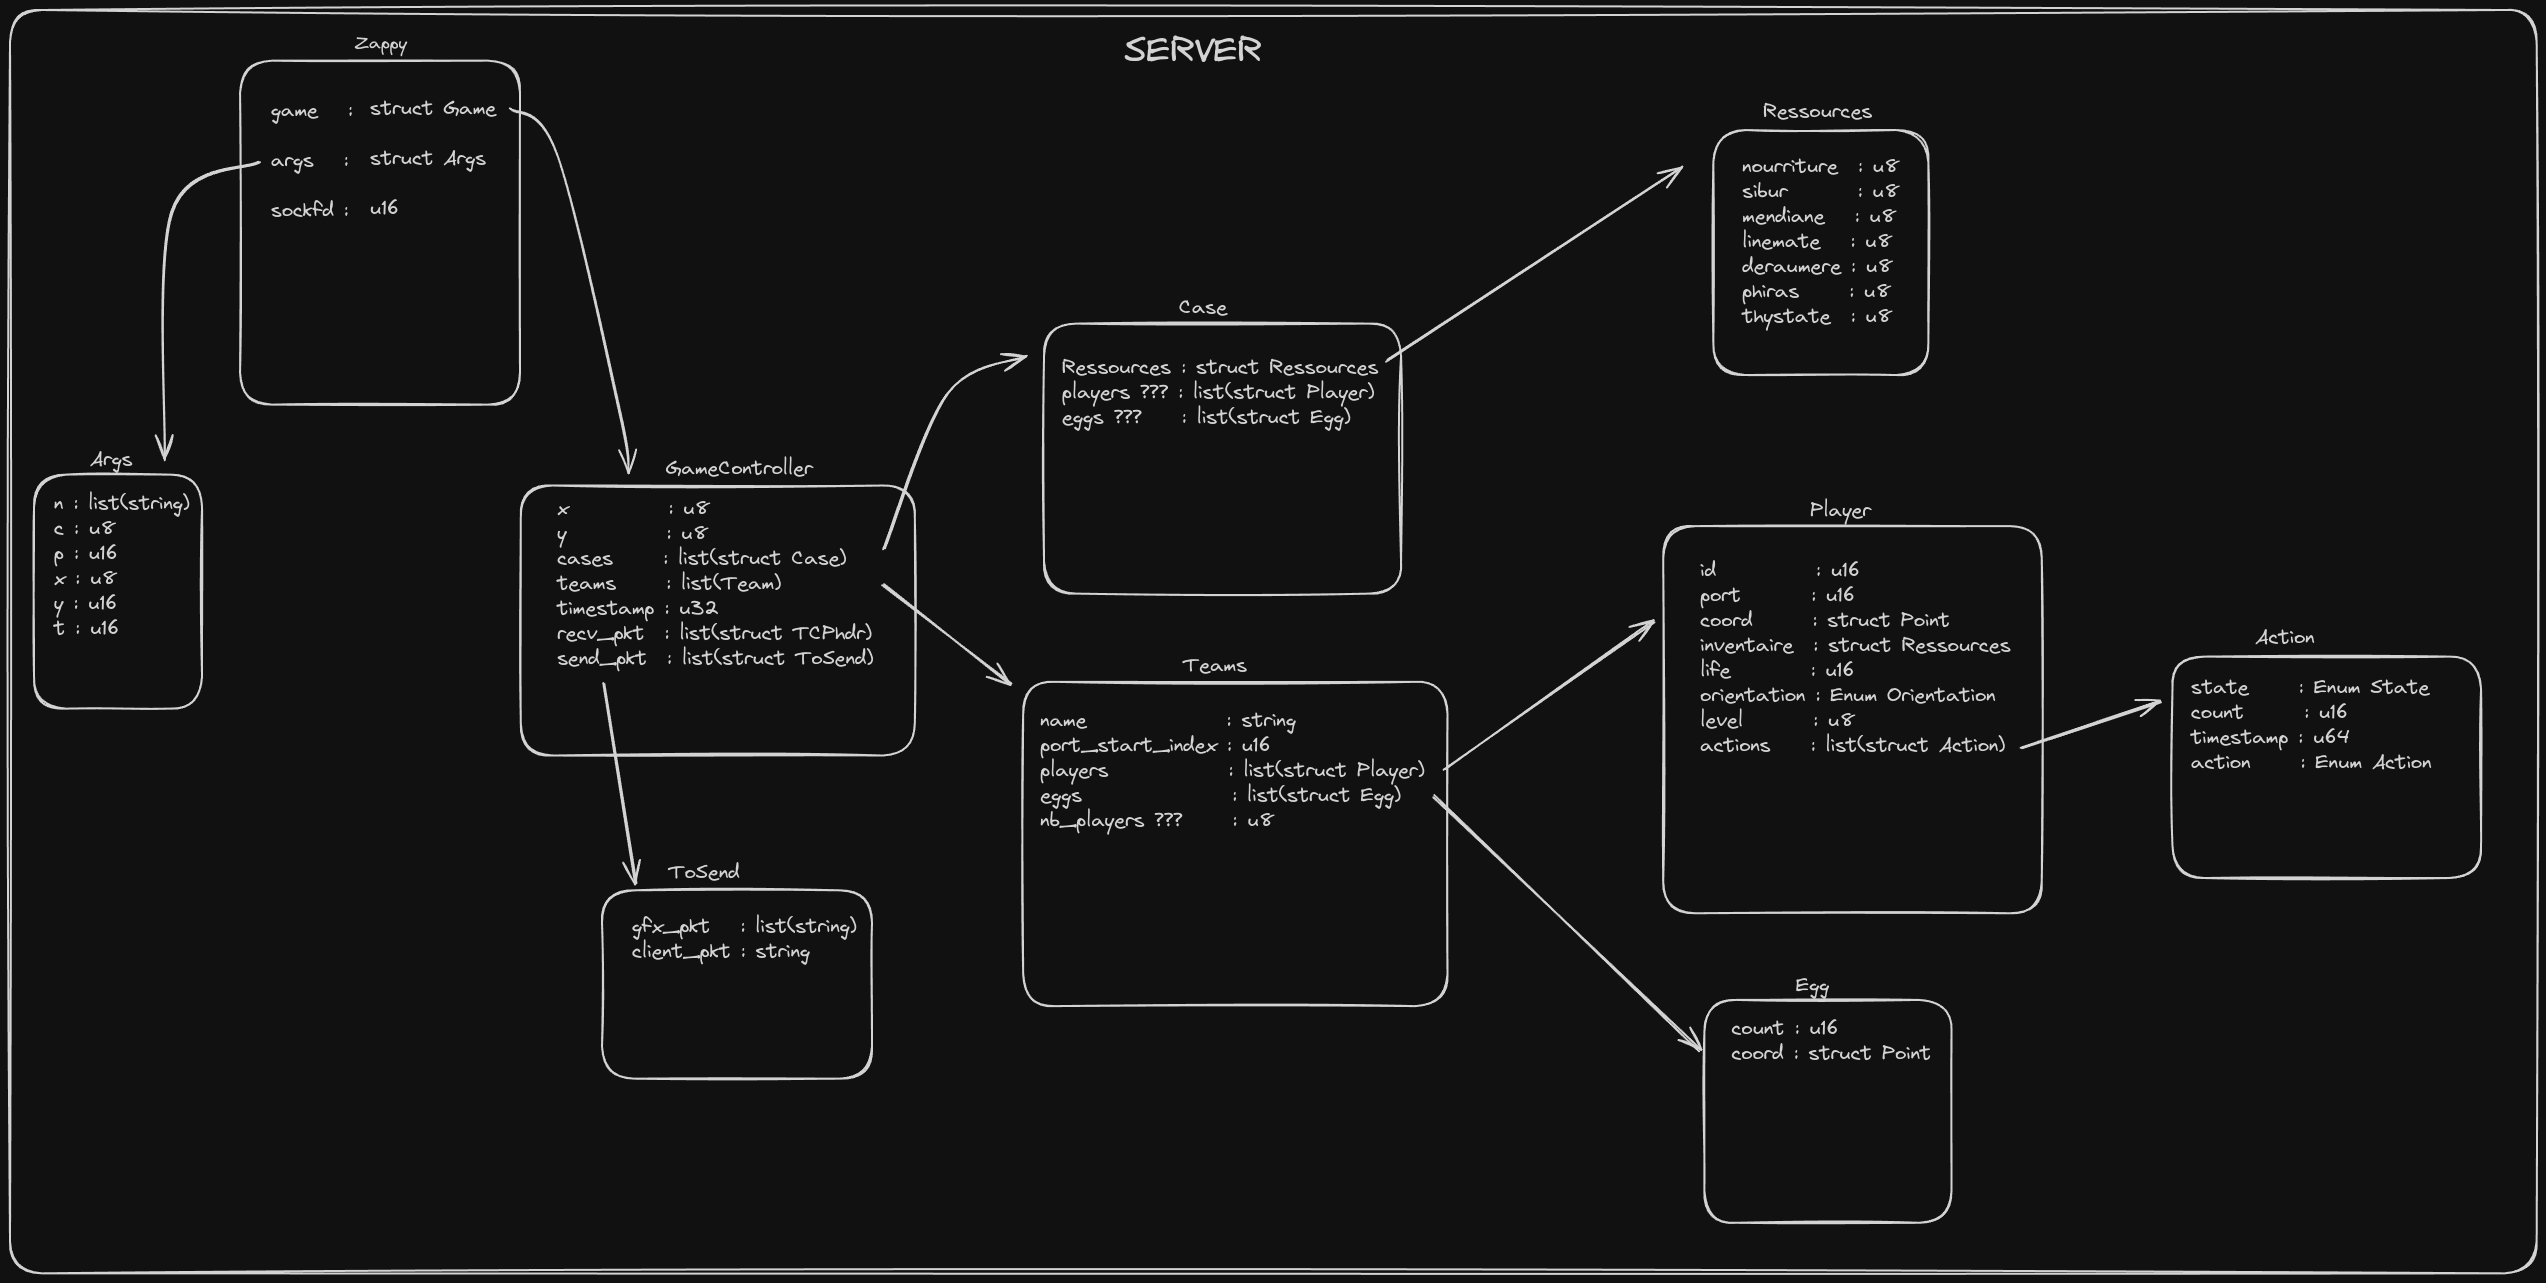 SERVER
Zappy
game : struct Game
args : struct Args
sockfd : u16
Args
n : list(string)
c : u8
p : u16
x : u8
y : u16
t : u16
GameController
x : u8
y : u8
cases : list(struct Case)
teams : list(Team)
timestamp : u32
recv_pkt : list(struct TCPhdr)
send_pkt : list(struct ToSend)
ToSend
gfx_pkt : list(string)
client_pkt : string
Case
Ressources : struct Ressources
players ??? : list(struct Player)
eggs ??? : list(struct Egg)
Teams
name : string
port_start_index : u16
players : list(struct Player)
eggs : list(struct Egg)
nb_players ??? : u8
Ressources
nourriture : u8
sibur : u8
mendiane : u8
linemate : u8
deraumere : u8
phiras : u8
thystate : u8
Player
id : u16
port : u16
coord : struct Point
inventaire : struct Ressources
life : u16
orientation : Enum Orientation
level : u8
actions : list(struct Action)
Action
state : Enum State
count : u16
timestamp : u64
action : Enum Action
Egg
count : u16
coord : struct Point